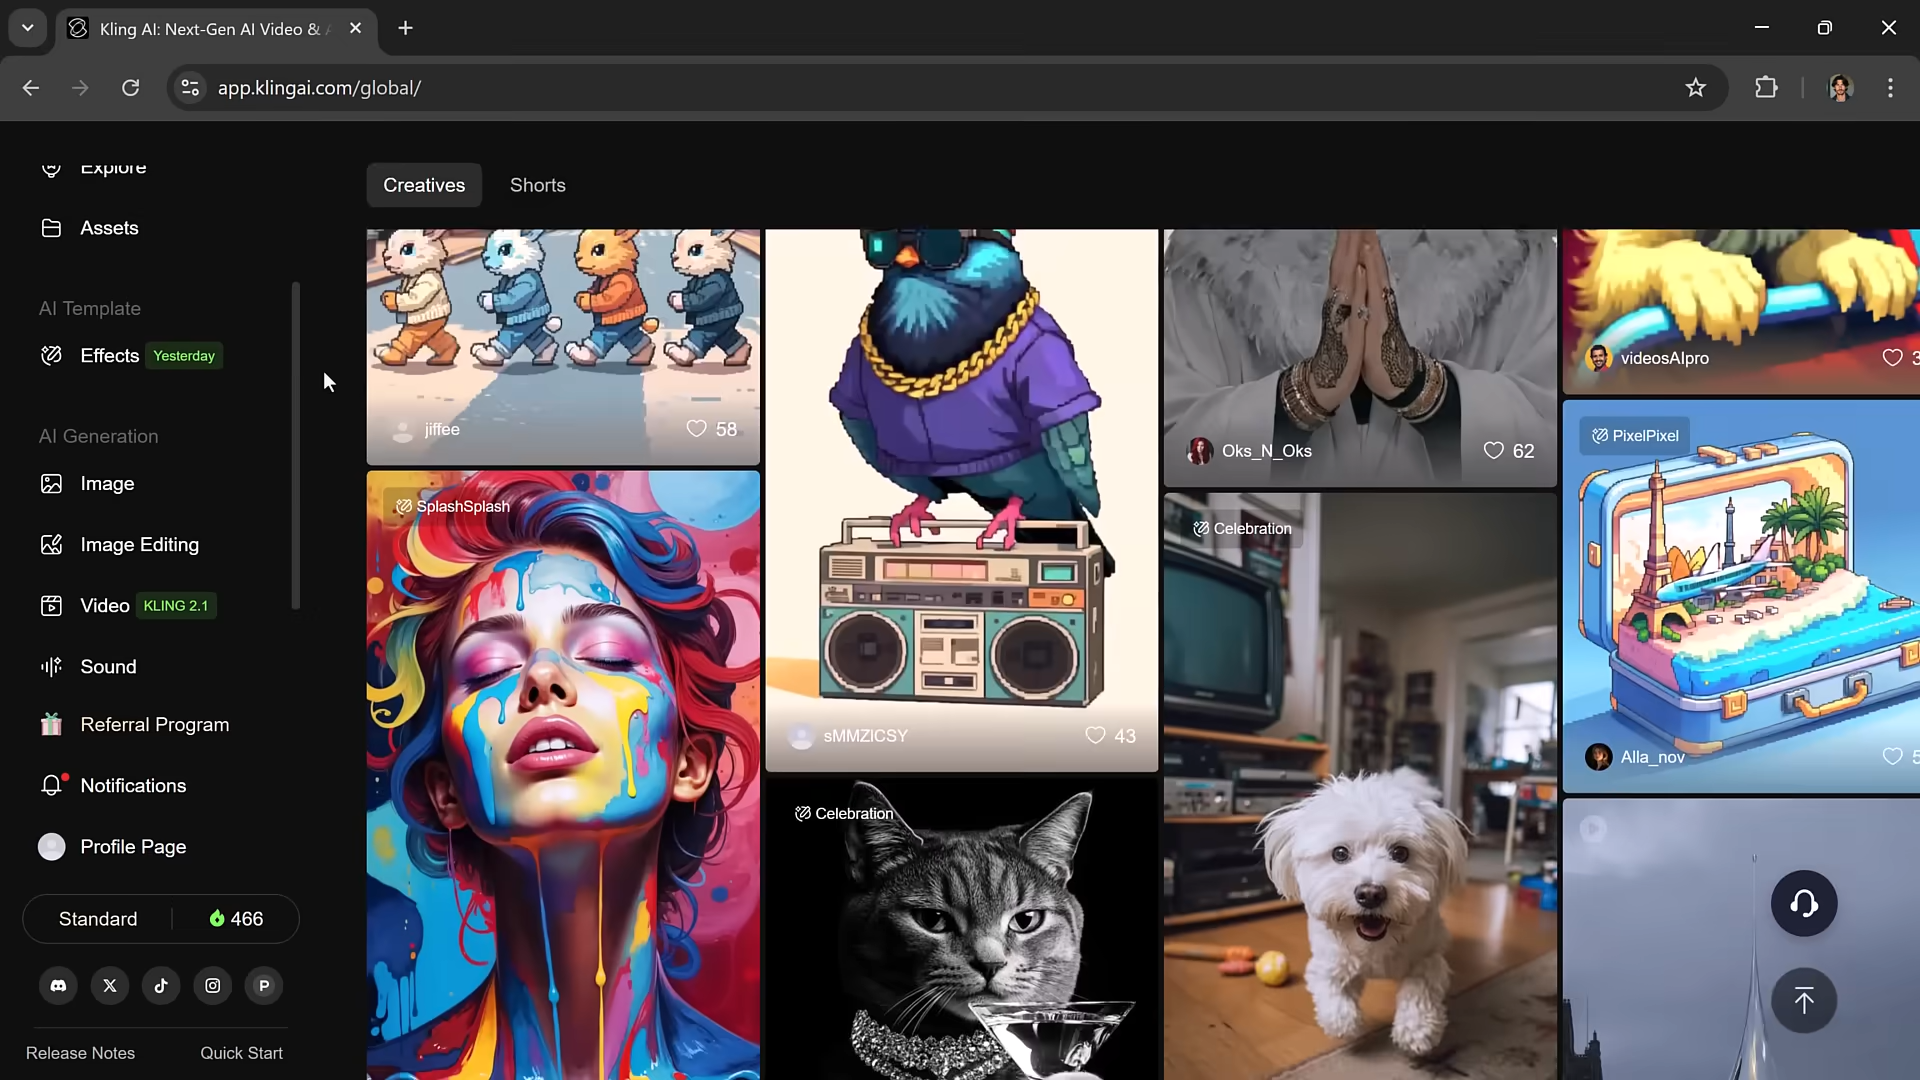 Kling AI: Next-Gen AI Video &
app.klingai.com/global/
Explore
Assets
AI Template
Effects Yesterday
AI Generation
Image
Image Editing
Video KLING 2.1
Sound
Referral Program
Notifications
Profile Page
Standard 466
Release Notes Quick Start
Creatives Shorts
jiffee 58
SplashSplash
sMMZICSY 43
Celebration
Oks_N_Oks 62
Celebration
videosAIpro 3
PixelPixel
Alla_nov 5